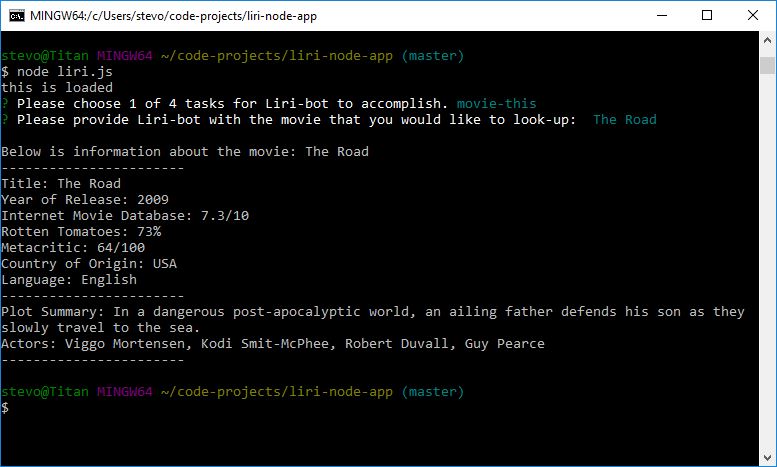 MINGW64:/c/Users/stevo/code-projects/liri-node-app
stevo@Titan MINGW64 ~/code-projects/liri-node-app (master)
$ node liri.js
this is loaded
? Please choose 1 of 4 tasks for Liri-bot to accomplish. movie-this
? Please provide Liri-bot with the movie that you would like to look-up:  The Road
Below is information about the movie: The Road
-----------------------
Title: The Road
Year of Release: 2009
Internet Movie Database: 7.3/10
Rotten Tomatoes: 73%
Metacritic: 64/100
Country of Origin: USA
Language: English
-----------------------
Plot Summary: In a dangerous post-apocalyptic world, an ailing father defends his son as they
slowly travel to the sea.
Actors: Viggo Mortensen, Kodi Smit-McPhee, Robert Duvall, Guy Pearce
-----------------------
stevo@Titan MINGW64 ~/code-projects/liri-node-app (master)
$